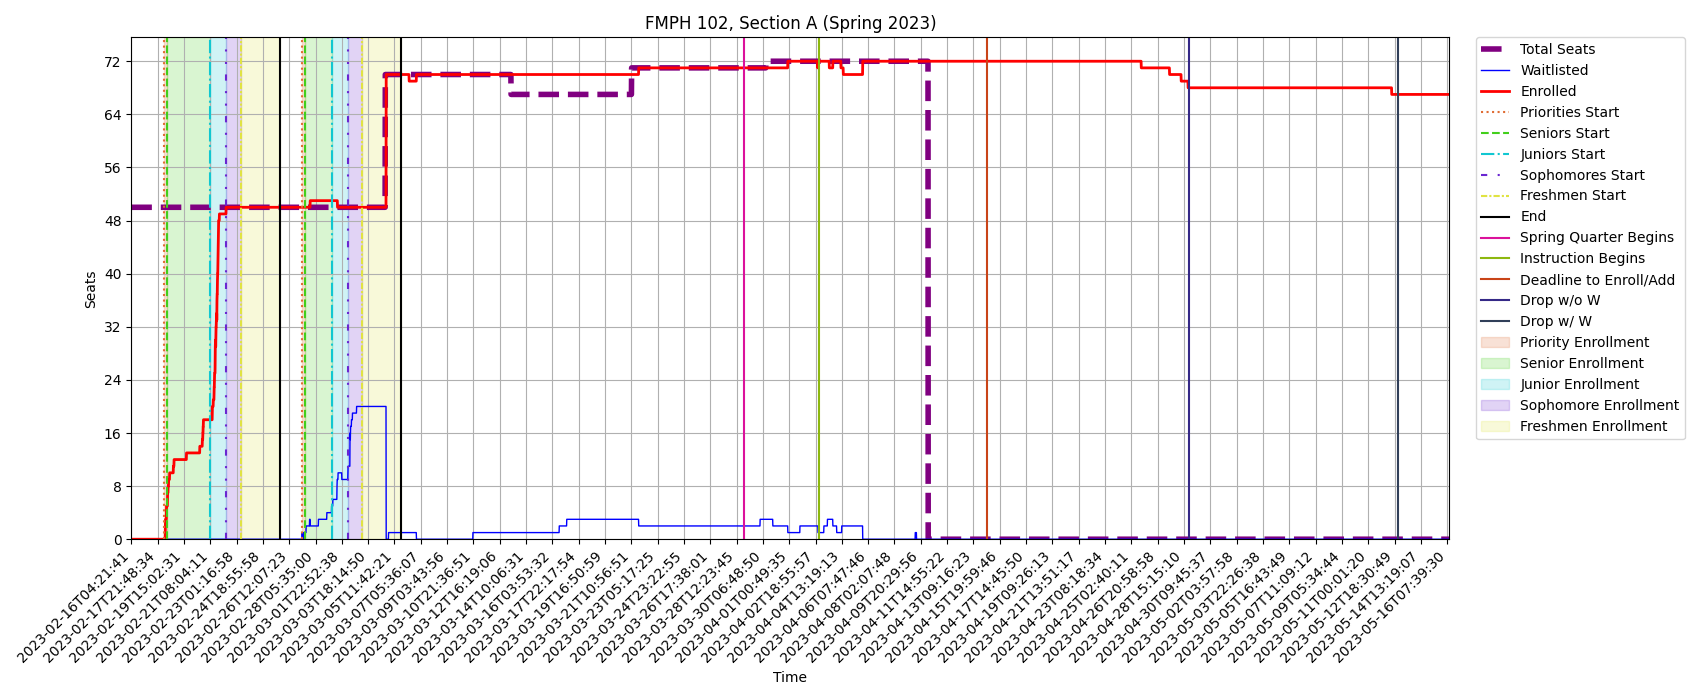 FMPH 102, Section A (Spring 2023)
Seats
72
64
56
48
40
32
24
16
8
0
2023-02-16T04:21:41
2023-02-17T21:48:34
2023-02-19T15:02:31
2023-02-21T08:04:11
2023-02-23T01:16:58
2023-02-24T18:55:58
2023-02-26T12:07:23
2023-02-28T05:35:00
2023-03-01T22:52:38
2023-03-03T18:14:50
2023-03-05T11:42:21
2023-03-07T05:36:07
2023-03-09T03:43:56
2023-03-10T21:36:51
2023-03-12T16:19:06
2023-03-14T10:06:31
2023-03-16T03:53:32
2023-03-17T22:17:54
2023-03-19T16:50:59
2023-03-21T10:56:51
2023-03-23T05:17:25
2023-03-24T23:22:55
2023-03-26T17:38:01
2023-03-28T12:23:45
2023-03-30T06:48:50
2023-04-01T00:49:35
2023-04-02T18:55:57
2023-04-04T13:19:13
2023-04-06T07:47:46
2023-04-08T02:07:48
2023-04-09T20:29:56
2023-04-11T14:55:22
2023-04-13T09:16:23
2023-04-15T19:59:46
2023-04-17T14:45:50
2023-04-19T09:26:13
2023-04-21T13:51:17
2023-04-23T08:18:34
2023-04-25T02:40:11
2023-04-26T20:58:58
2023-04-28T15:15:10
2023-04-30T09:45:37
2023-05-02T03:57:58
2023-05-03T22:26:38
2023-05-05T16:43:49
2023-05-07T11:09:12
2023-05-09T05:34:44
2023-05-11T00:01:20
2023-05-12T18:30:49
2023-05-14T13:19:07
2023-05-16T07:39:30
Time
Total Seats
Waitlisted
Enrolled
Priorities Start
Seniors Start
Juniors Start
Sophomores Start
Freshmen Start
End
Spring Quarter Begins
Instruction Begins
Deadline to Enroll/Add
Drop w/o W
Drop w/ W
Priority Enrollment
Senior Enrollment
Junior Enrollment
Sophomore Enrollment
Freshmen Enrollment